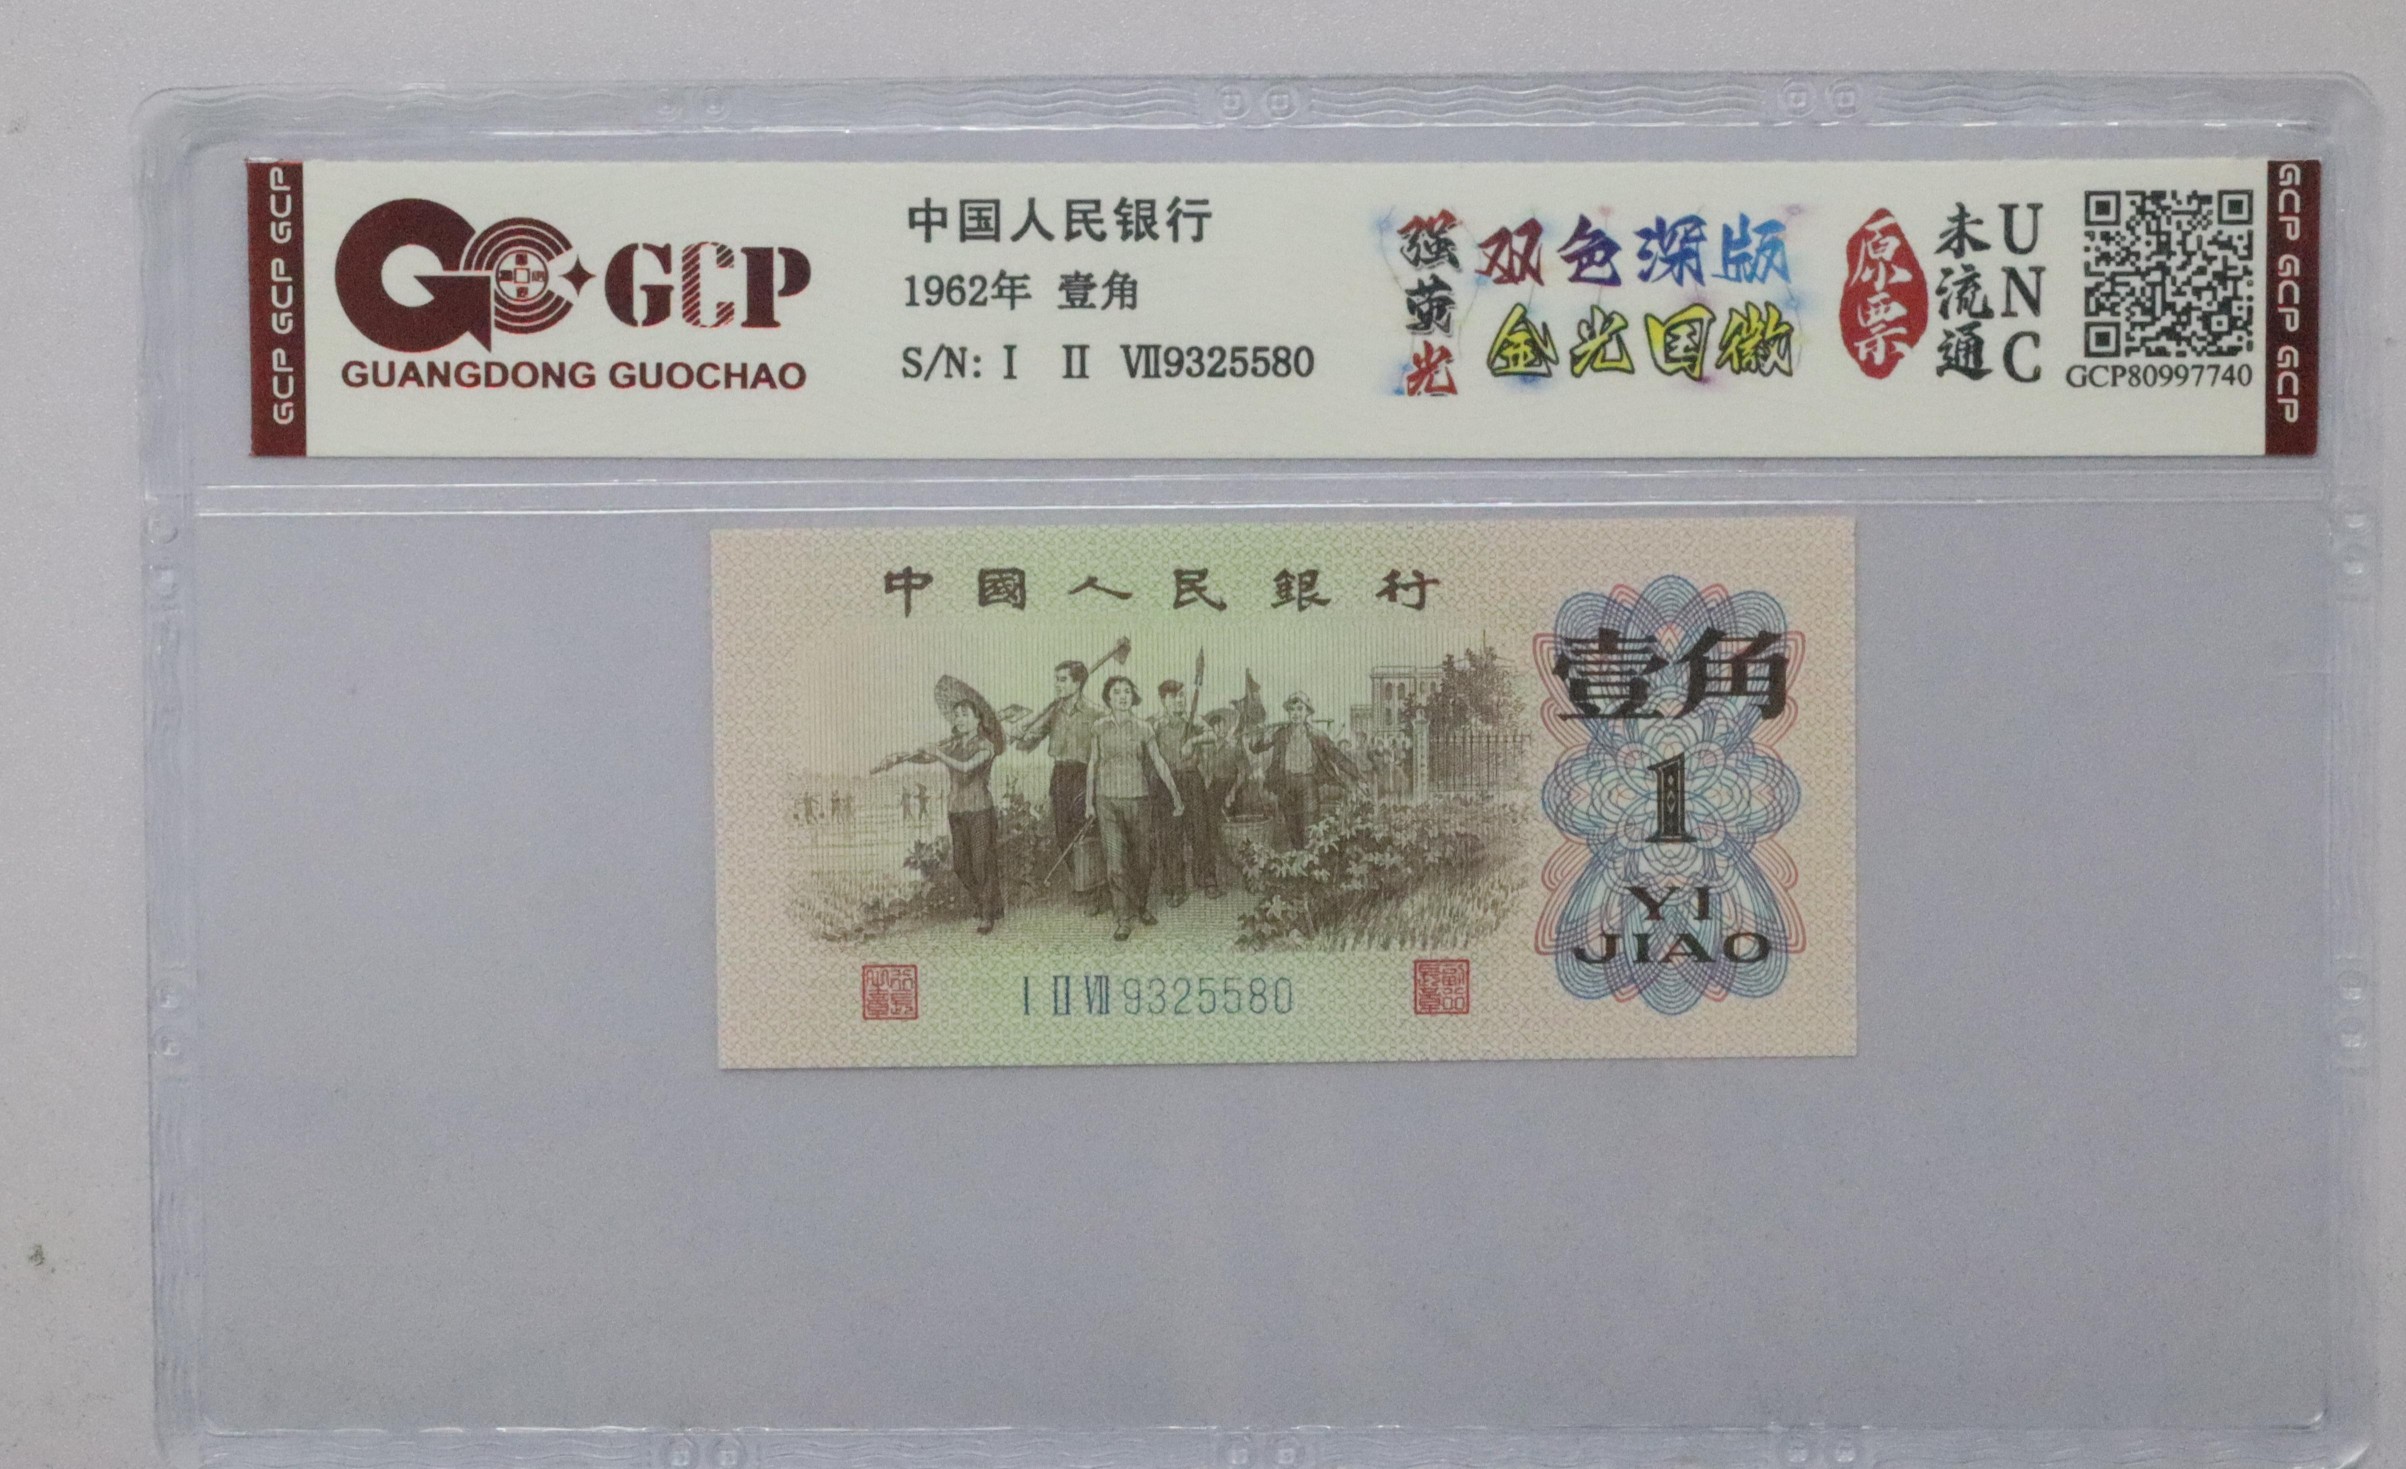 GCP GCP GCP
GCP
GUANGDONG GUOCHAO
中国人民银行
1962年 壹角
S/N: Ⅰ Ⅱ Ⅶ9325580
强荧光
双色深版
金光国徽
原票
未流通
UNC
GCP80997740
GCP GCP GCP
中國人民銀行
壹角
1
YI
JIAO
Ⅰ Ⅱ Ⅶ 9325580